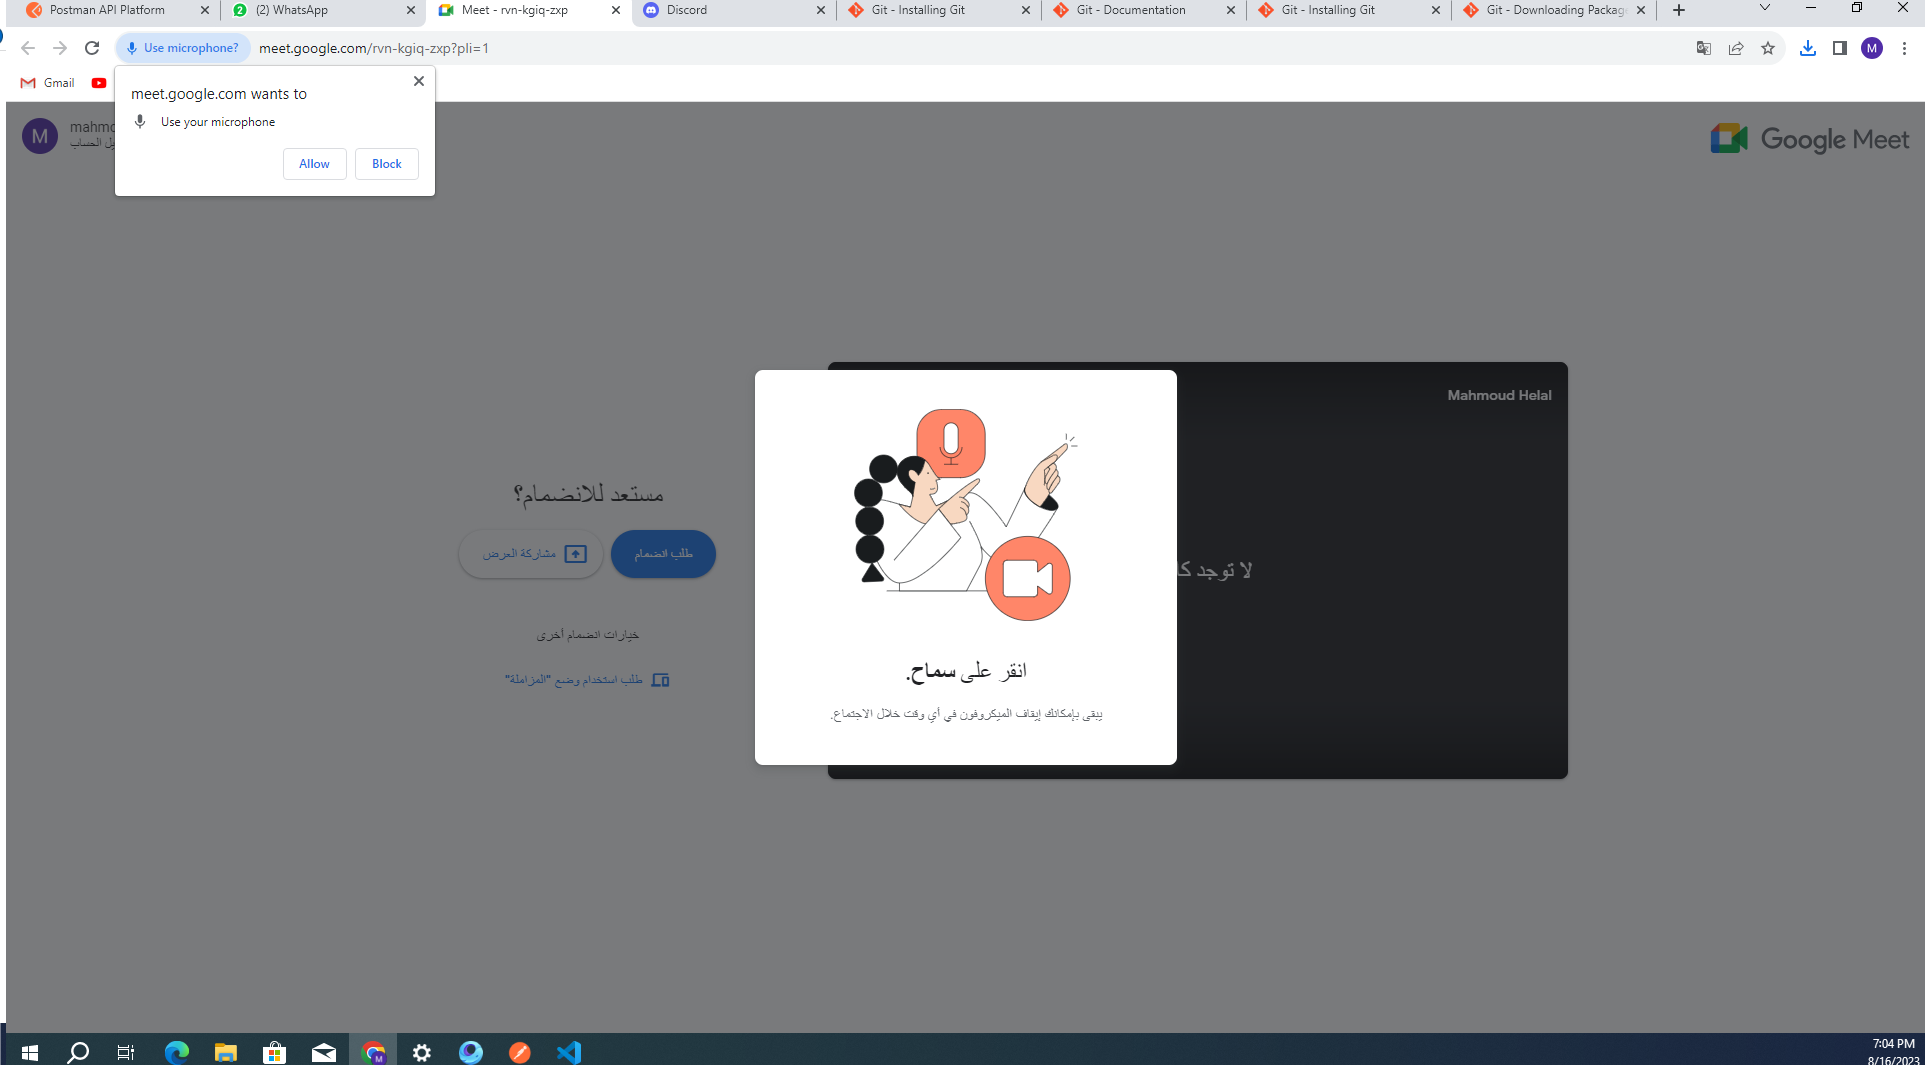 Postman API Platform
(2) WhatsApp
Meet - rvn-kgiq-zxp
Discord
Git - Installing Git
Git - Documentation
Git - Installing Git
Git - Downloading Packag
Use microphone?
meet.google.com/rvn-kgiq-zxp?pli=1
Gmail
meet.google.com wants to
Use your microphone
Allow
Block
M
الحساب
Google Meet
Mahmoud Helal
مستعد للانضمام؟
طلب انضمام
مشاركة العرض
خيارات انضمام أخرى
طلب استخدام وضع "المزاملة"
لا توجد
انقر على سماح.
يبقى بإمكانك إيقاف الميكروفون في أي وقت خلال الاجتماع.
7:04 PM
8/16/2023